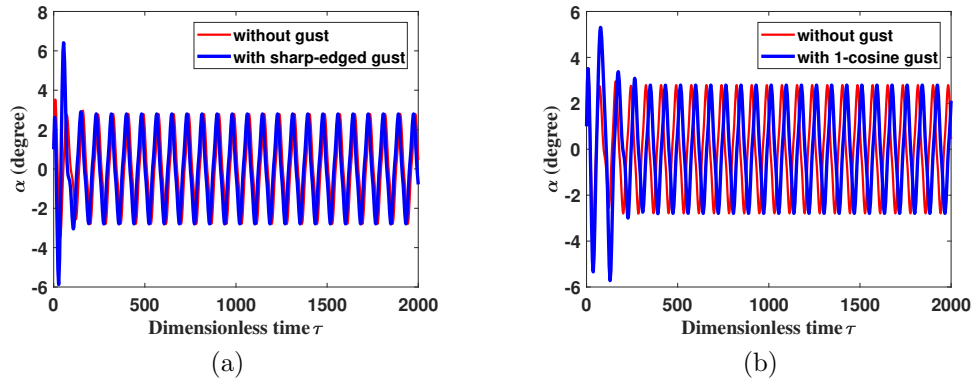 8
6
4
2
0
-2
-4
-6
α (degree)
without gust
with sharp-edged gust
0 500 1000 1500 2000
Dimensionless time τ
(a)
6
4
2
0
-2
-4
-6
α (degree)
without gust
with 1-cosine gust
0 500 1000 1500 2000
Dimensionless time τ
(b)